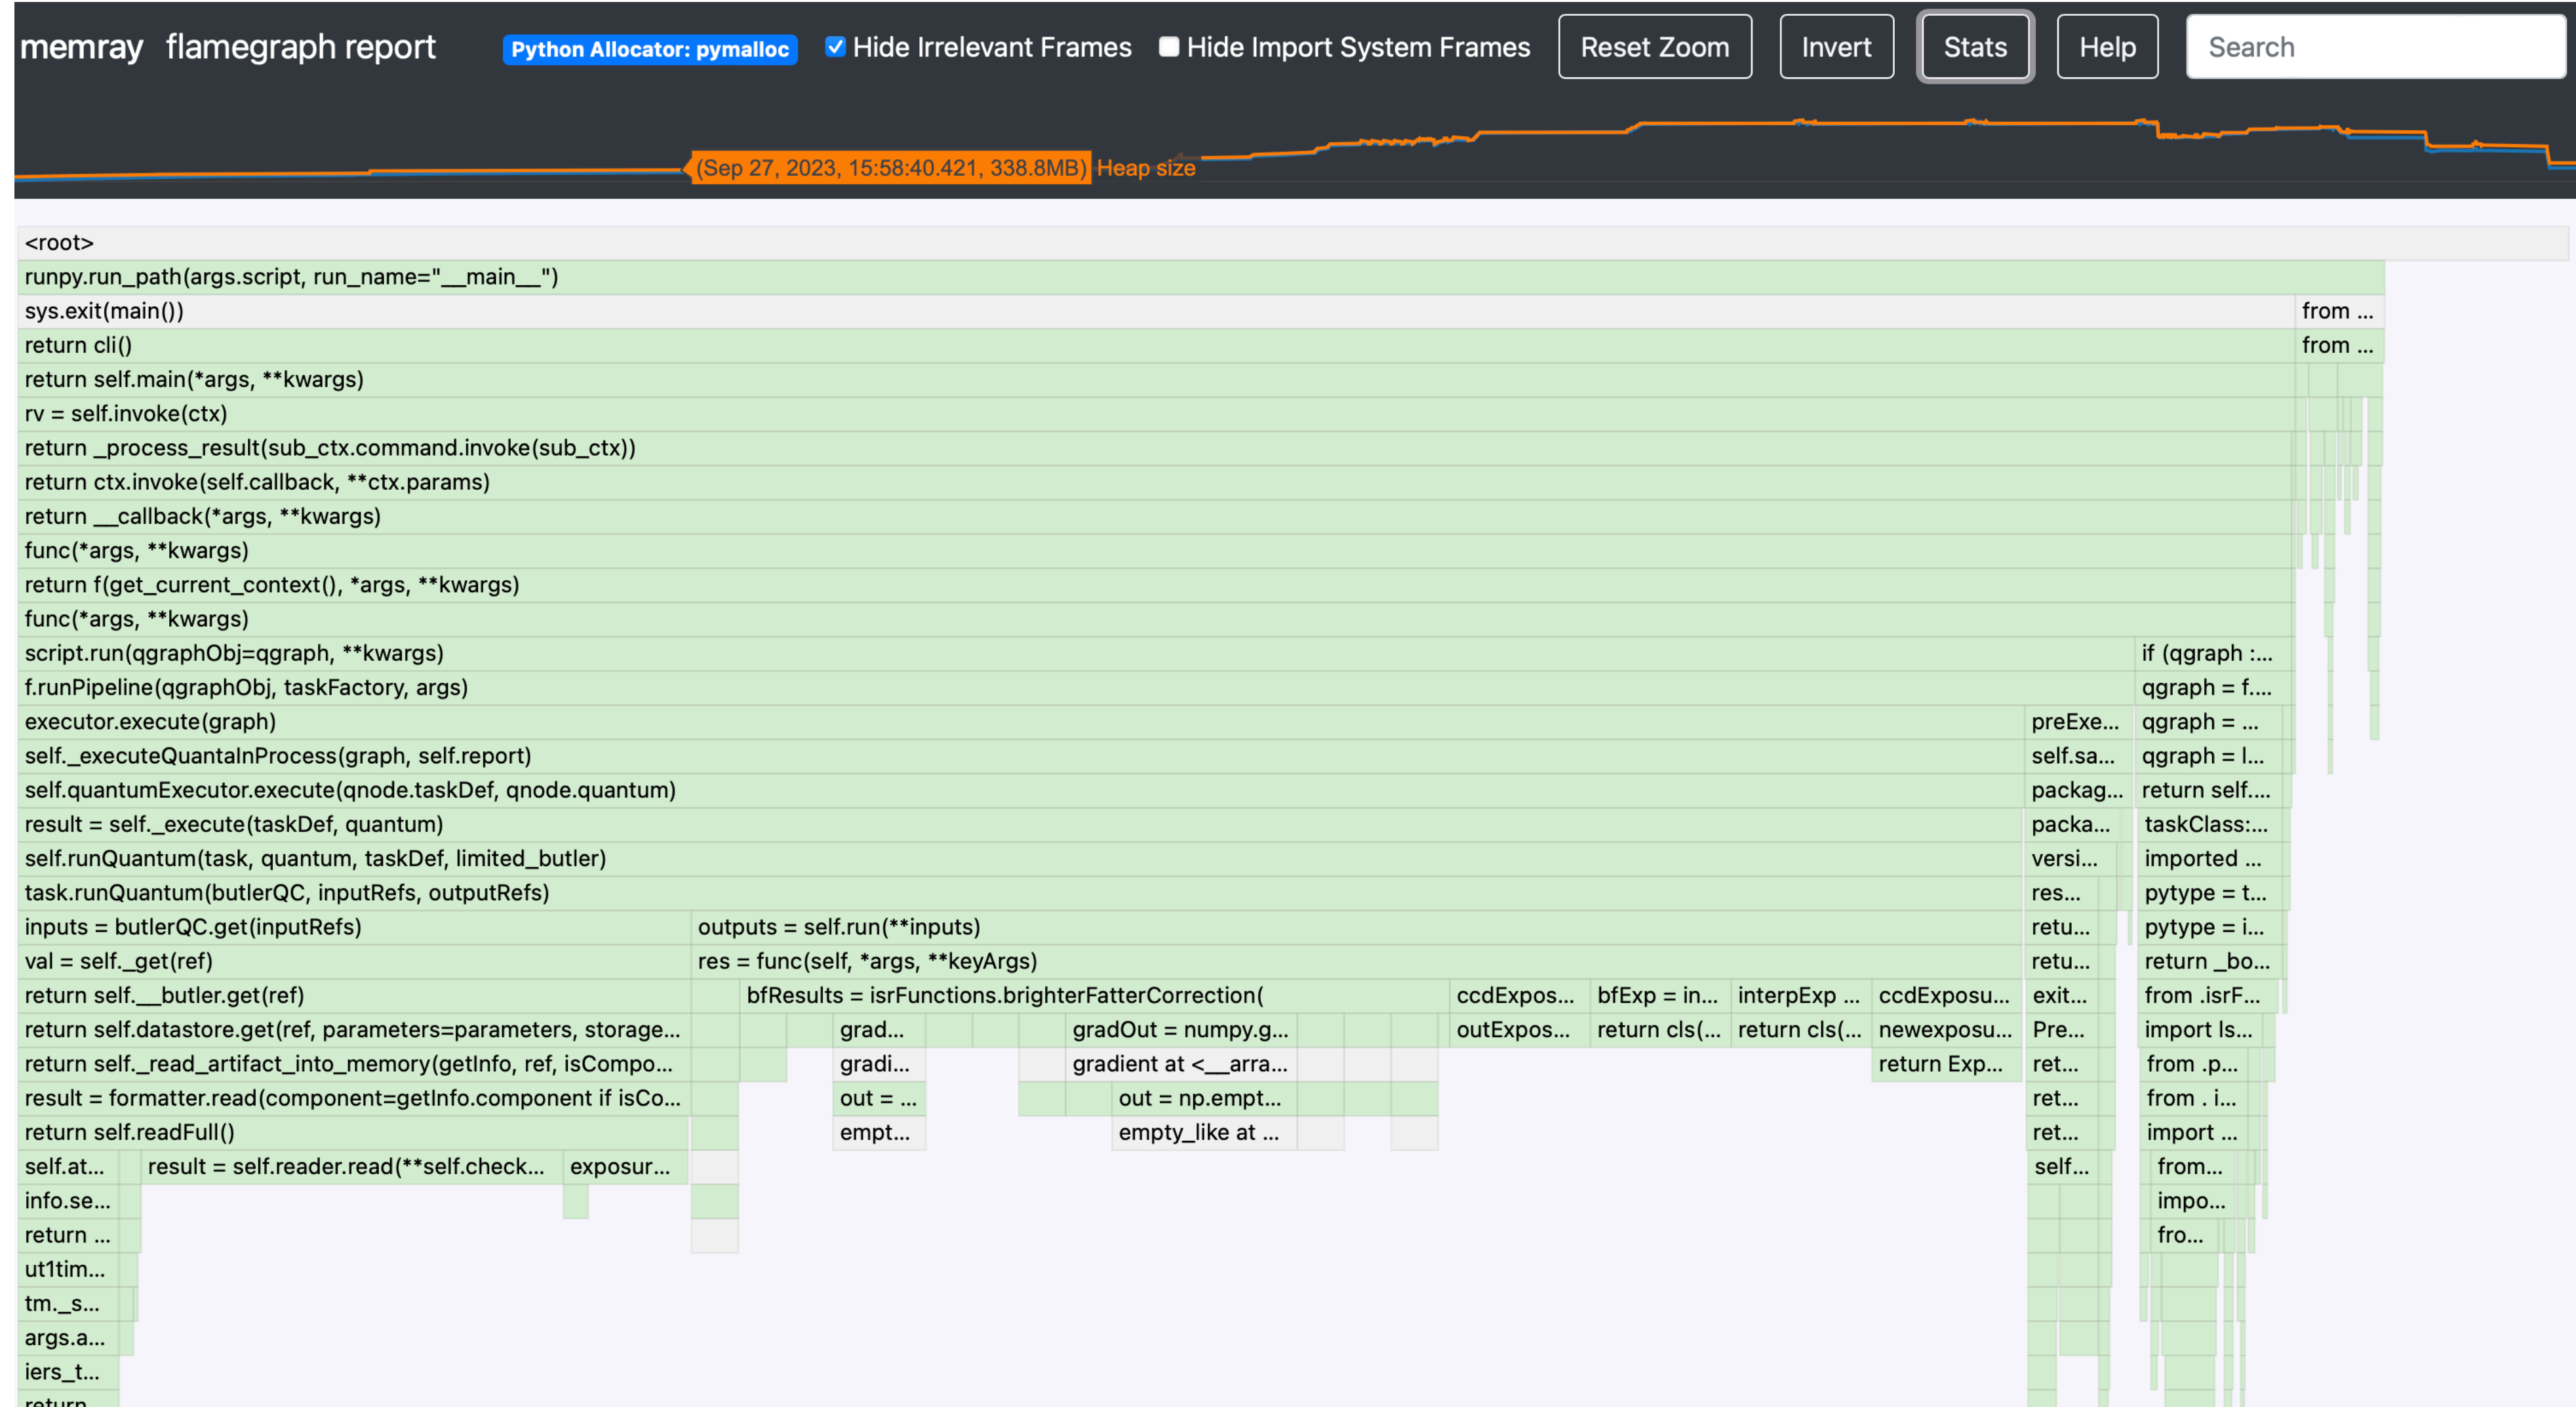 memray flamegraph report Python Allocator: pymalloc Hide Irrelevant Frames Hide Import System Frames Reset Zoom Invert Stats Help Search
(Sep 27, 2023, 15:58:40.421, 338.8MB) Heap size
<root>
runpy.run_path(args.script, run_name="__main__")
sys.exit(main()) from ...
return cli() from ...
return self.main(*args, **kwargs)
rv = self.invoke(ctx)
return _process_result(sub_ctx.command.invoke(sub_ctx))
return ctx.invoke(self.callback, **ctx.params)
return __callback(*args, **kwargs)
func(*args, **kwargs)
return f(get_current_context(), *args, **kwargs)
func(*args, **kwargs)
script.run(qgraphObj=qgraph, **kwargs) if (qgraph :...
f.runPipeline(qgraphObj, taskFactory, args) qgraph = f....
executor.execute(graph) preExe... qgraph = ...
self._executeQuantaInProcess(graph, self.report) self.sa... qgraph = l...
self.quantumExecutor.execute(qnode.taskDef, qnode.quantum) packag... return self....
result = self._execute(taskDef, quantum) packa... taskClass:...
self.runQuantum(task, quantum, taskDef, limited_butler) versi... imported ...
task.runQuantum(butlerQC, inputRefs, outputRefs) res... pytype = t...
inputs = butlerQC.get(inputRefs) outputs = self.run(**inputs) retu... pytype = i...
val = self._get(ref) res = func(self, *args, **keyArgs) retu... return _bo...
return self.__butler.get(ref) bfResults = isrFunctions.brighterFatterCorrection( ccdExpos... bfExp = in... interpExp ... ccdExposu... exit... from .isrF...
return self.datastore.get(ref, parameters=parameters, storage... grad... gradOut = numpy.g... outExpos... return cls(... return cls(... newexposu... Pre... import ls...
return self._read_artifact_into_memory(getInfo, ref, isCompo... gradi... gradient at <__arra... return Exp... ret... from .p...
result = formatter.read(component=getInfo.component if isCo... out = ... out = np.empt... ret... from . i...
return self.readFull() empt... empty_like at ... ret... import ...
self.at... result = self.reader.read(**self.check... exposur... self... from...
info.se... impo...
return ... fro...
ut1tim...
tm._s...
args.a...
iers_t...
return